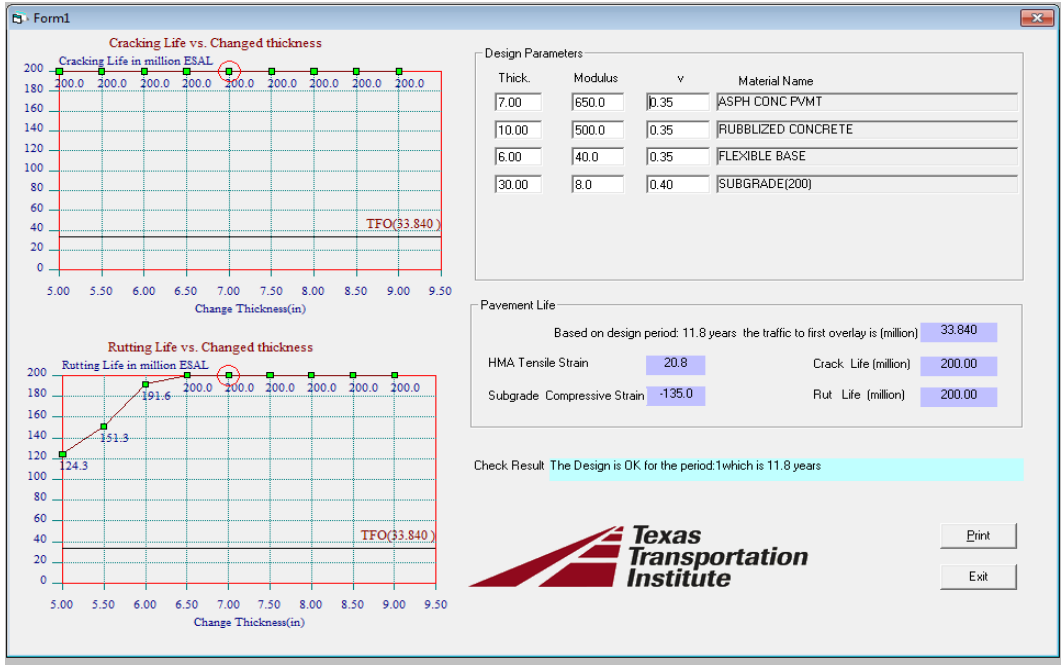 Form1
Cracking Life vs. Changed thickness
Cracking Life in million ESAL
200
180
160
140
120
100
80
60
40
20
0
200.0 200.0 200.0 200.0 200.0 200.0 200.0 200.0 200.0
TFO(33.840 )
5.00 5.50 6.00 6.50 7.00 7.50 8.00 8.50 9.00 9.50
Change Thickness(in)
Rutting Life vs. Changed thickness
Rutting Life in million ESAL
200
180
160
140
120
100
80
60
40
20
0
124.3 151.3 191.6 200.0 200.0 200.0 200.0 200.0 200.0
TFO(33.840 )
5.00 5.50 6.00 6.50 7.00 7.50 8.00 8.50 9.00 9.50
Change Thickness(in)
Design Parameters
Thick. Modulus v Material Name
7.00 650.0 0.35 ASPH CONC PVMT
10.00 500.0 0.35 RUBBLIZED CONCRETE
6.00 40.0 0.35 FLEXIBLE BASE
30.00 8.0 0.40 SUBGRADE(200)
Pavement Life
Based on design period: 11.8 years the traffic to first overlay is (million) 33.840
HMA Tensile Strain 20.8 Crack Life (million) 200.00
Subgrade Compressive Strain -135.0 Rut Life (million) 200.00
Check Result The Design is OK for the period:1which is 11.8 years
Texas
Transportation
Institute
Print
Exit